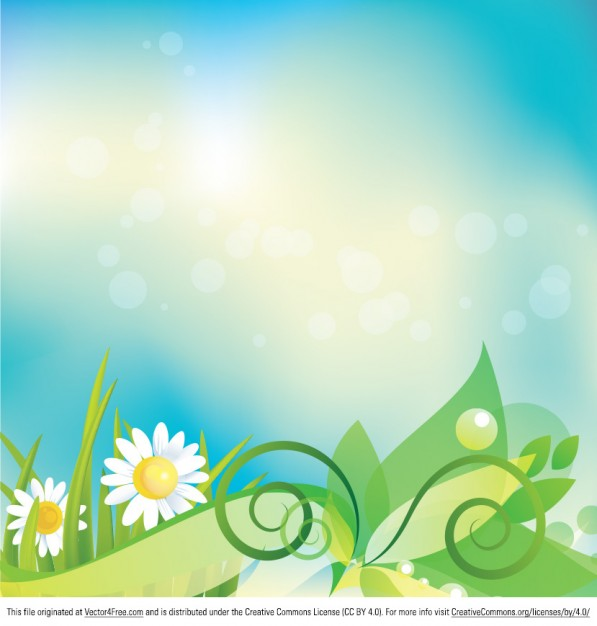 This file originated at Vector4Free.com and is distributed under the Creative Commons License (CC BY 4.0). For more info visit CreativeCommons.org/licenses/by/4.0/